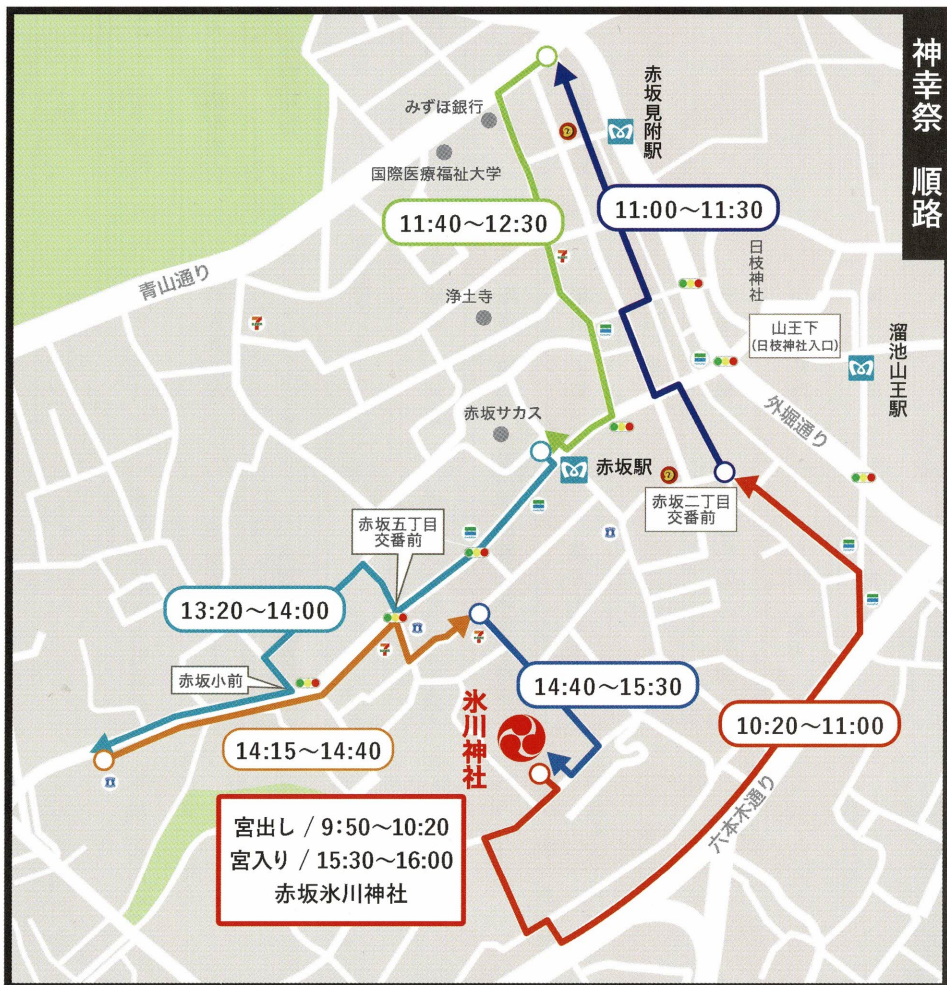 神幸祭 順路
赤坂見附駅
みずほ銀行
国際医療福祉大学
11:40〜12:30
11:00〜11:30
青山通り
日枝神社
浄土寺
山王下
(日枝神社入口)
溜池山王駅
外堀通り
赤坂サカス
赤坂駅
赤坂二丁目
交番前
赤坂五丁目
交番前
13:20〜14:00
赤坂小前
14:40〜15:30
氷川神社
10:20〜11:00
14:15〜14:40
六本木通り
宮出し / 9:50〜10:20
宮入り / 15:30〜16:00
赤坂氷川神社